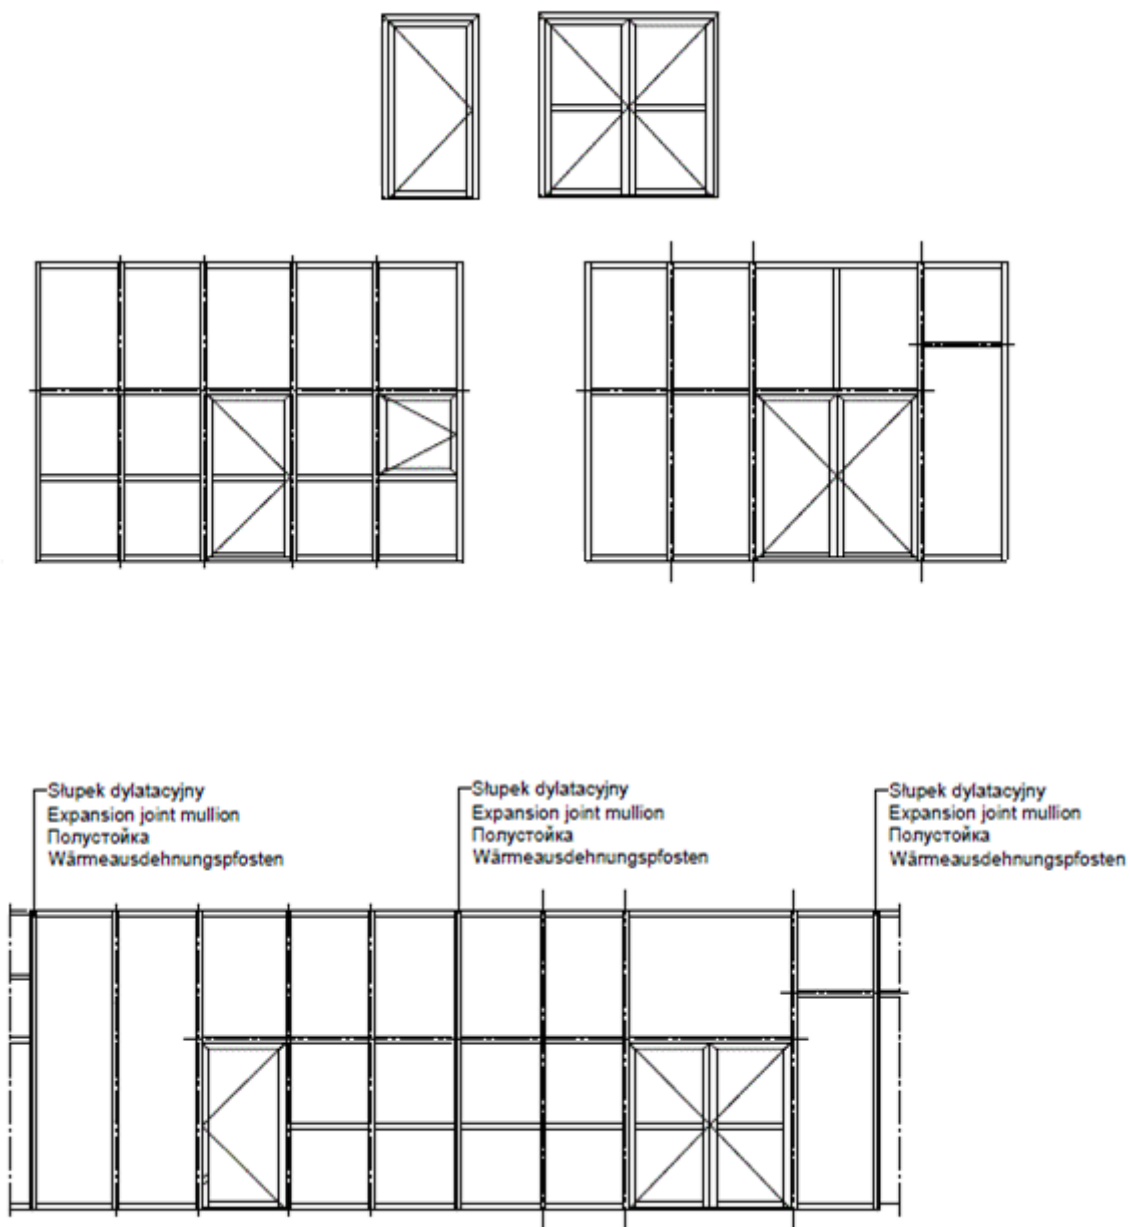 Słupek dylatacyjny
Expansion joint mullion
Полустойка
Wärmeausdehnungspfosten
Słupek dylatacyjny
Expansion joint mullion
Полустойка
Wärmeausdehnungspfosten
Słupek dylatacyjny
Expansion joint mullion
Полустойка
Wärmeausdehnungspfosten